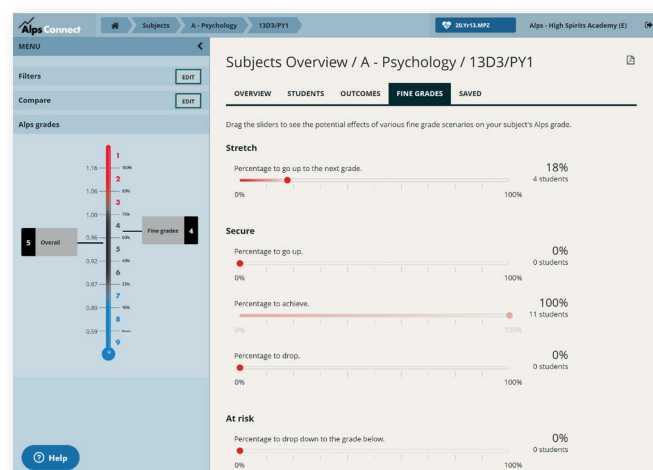 Alps Connect
Subjects
A - Psychology
13D3/PY1
20.Yr13.MPZ
Alps - High Spirits Academy (E)
MENU
Filters
EDIT
Compare
EDIT
Alps grades
1
1.16
100%
2
1.06
90%
3
1.00
75%
4
Fine grades
4
0.96
60%
5
Overall
5
0.92
40%
6
0.87
25%
7
0.80
10%
8
0.59
9
Help
Subjects Overview / A - Psychology / 13D3/PY1
OVERVIEW
STUDENTS
OUTCOMES
FINE GRADES
SAVED
Drag the sliders to see the potential effects of various fine grade scenarios on your subject's Alps grade.
Stretch
Percentage to go up to the next grade.
18%
4 students
0%
100%
Secure
Percentage to go up.
0%
0 students
0%
100%
Percentage to achieve.
100%
11 students
0%
100%
Percentage to drop.
0%
0 students
0%
100%
At risk
Percentage to drop down to the grade below.
0%
0 students
0%
100%